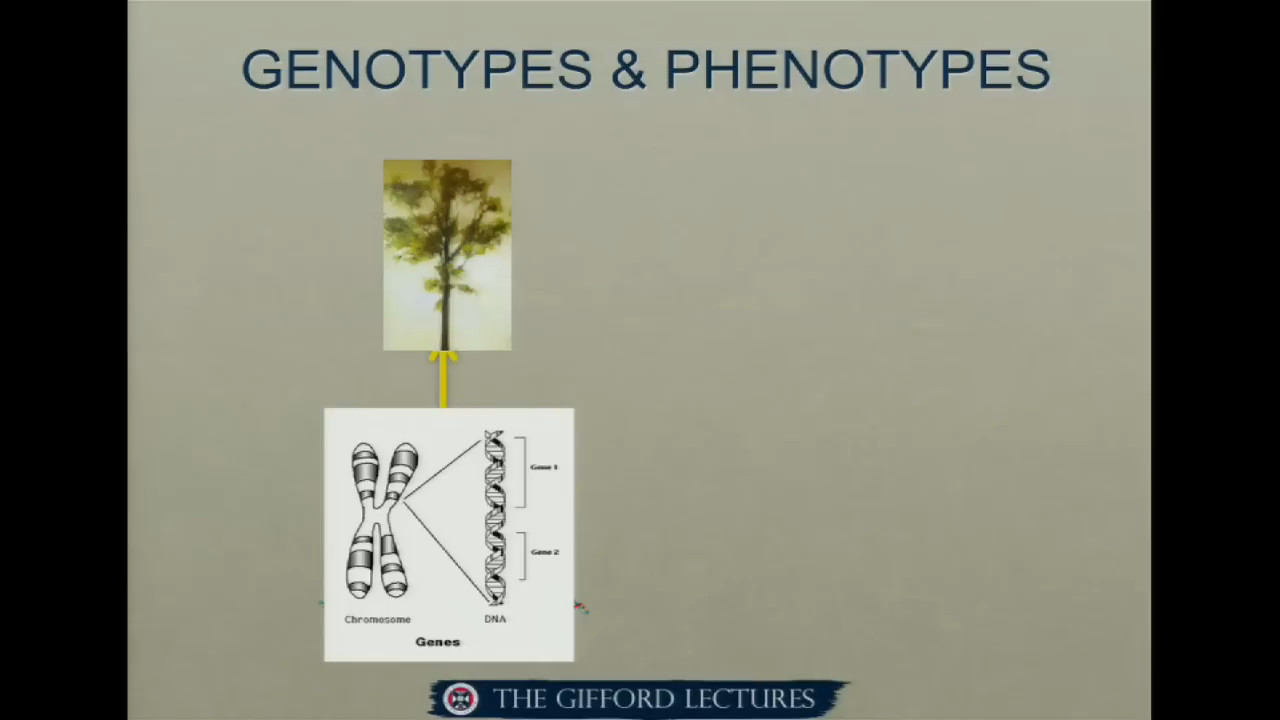 GENOTYPES & PHENOTYPES
Gene 1
Gene 2
Chromosome
DNA
Genes
THE GIFFORD LECTURES